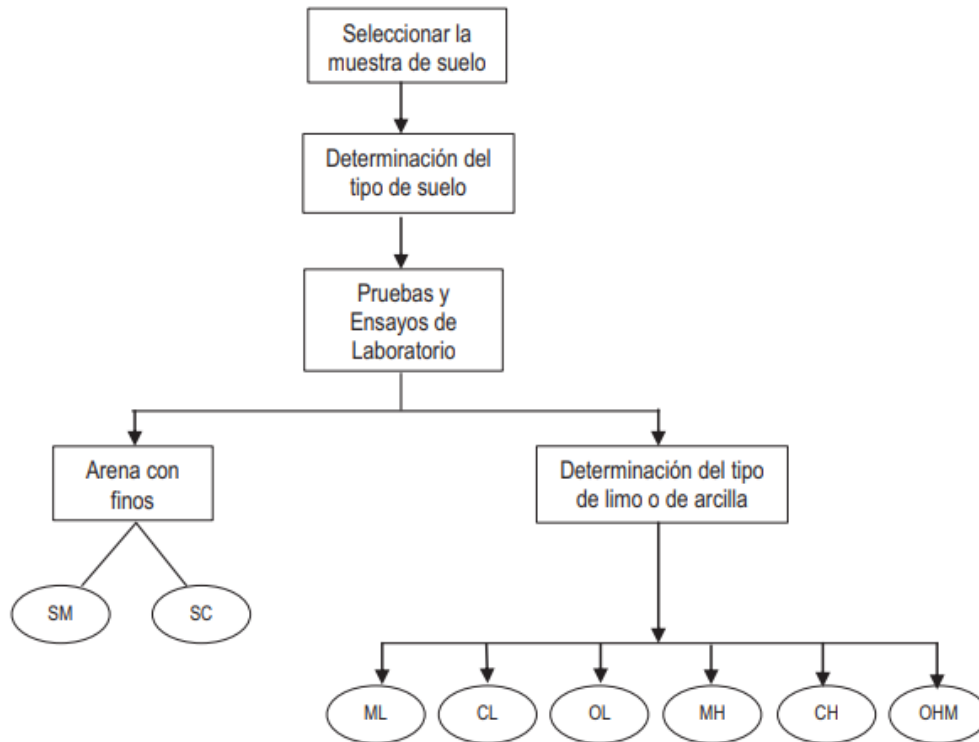 Seleccionar la
muestra de suelo
Determinación del
tipo de suelo
Pruebas y
Ensayos de
Laboratorio
Arena con
finos
Determinación del tipo
de limo o de arcilla
SM
SC
ML
CL
OL
MH
CH
OHM